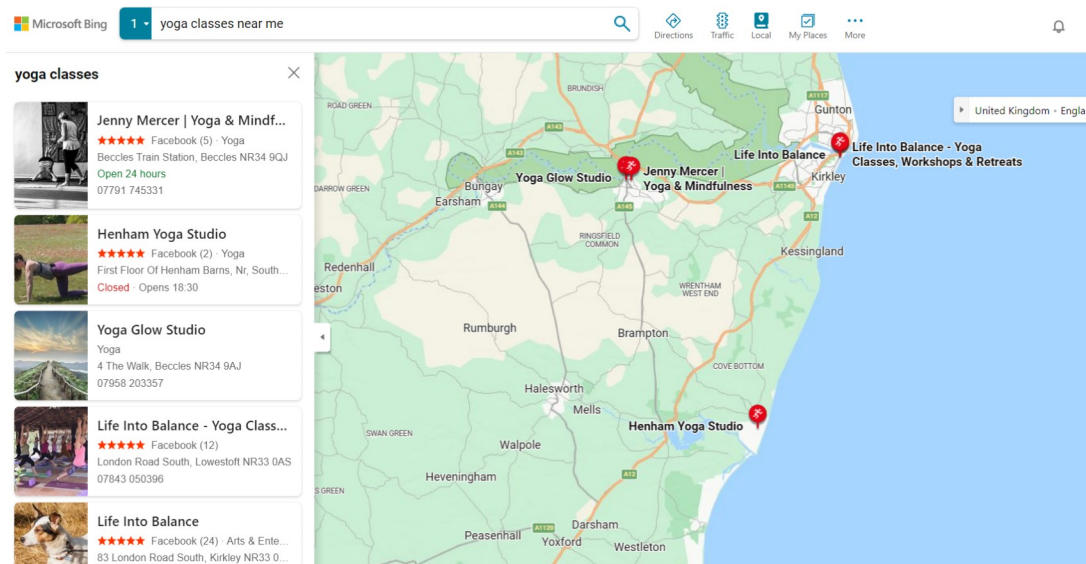 Microsoft Bing
1
yoga classes near me
Directions
Traffic
Local
My Places
More
yoga classes
Jenny Mercer | Yoga & Mindf...
Facebook (5) · Yoga
Beccles Train Station, Beccles NR34 9QJ
Open 24 hours
07791 745331
Henham Yoga Studio
Facebook (2) · Yoga
First Floor Of Henham Barns, Nr, South...
Closed · Opens 18:30
Yoga Glow Studio
Yoga
4 The Walk, Beccles NR34 9AJ
07958 203357
Life Into Balance - Yoga Class...
Facebook (12)
London Road South, Lowestoft NR33 0AS
07843 050396
Life Into Balance
Facebook (24) · Arts & Ente...
83 London Road South, Kirkley NR33 0...
BRUNDISH
ROAD GREEN
A1117
Gunton
United Kingdom · Engla
A143
A143
Life Into Balance
Life Into Balance - Yoga
Classes, Workshops & Retreats
Yoga Glow Studio
Jenny Mercer |
Yoga & Mindfulness
Kirkley
DARROW GREEN
Bungay
A1145
Earsham
A144
A145
A12
RINGSFIELD
COMMON
Kessingland
Redenhall
eston
WRENTHAM
WEST END
Rumburgh
Brampton
COVE BOTTOM
Halesworth
Mells
Henham Yoga Studio
SWAN GREEN
Walpole
A12
Heveningham
S GREEN
A1120
Darsham
Peasenhall
Yoxford
Westleton